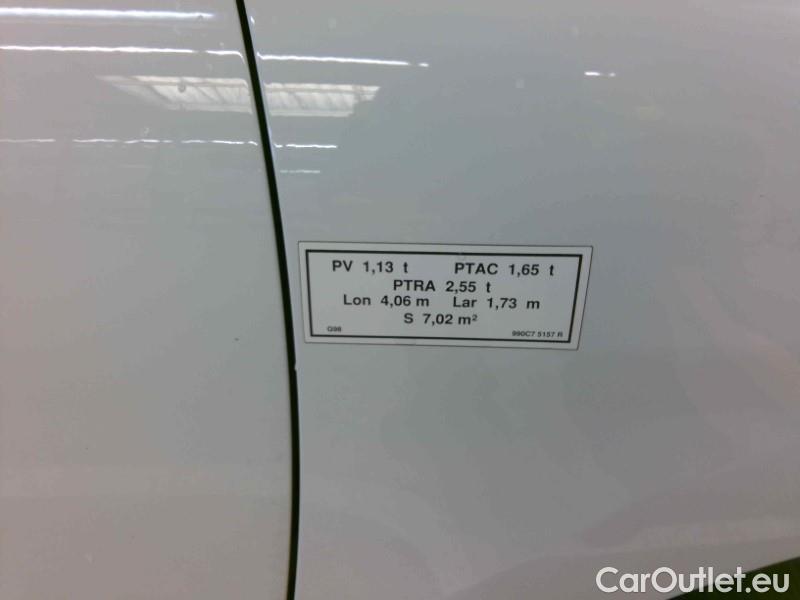 PV 1,13 t PTAC 1,65 t
PTRA 2,55 t
Lon 4,06 m Lar 1,73 m
S 7,02 m²
G98 990C7 5157 R
CarOutlet.eu